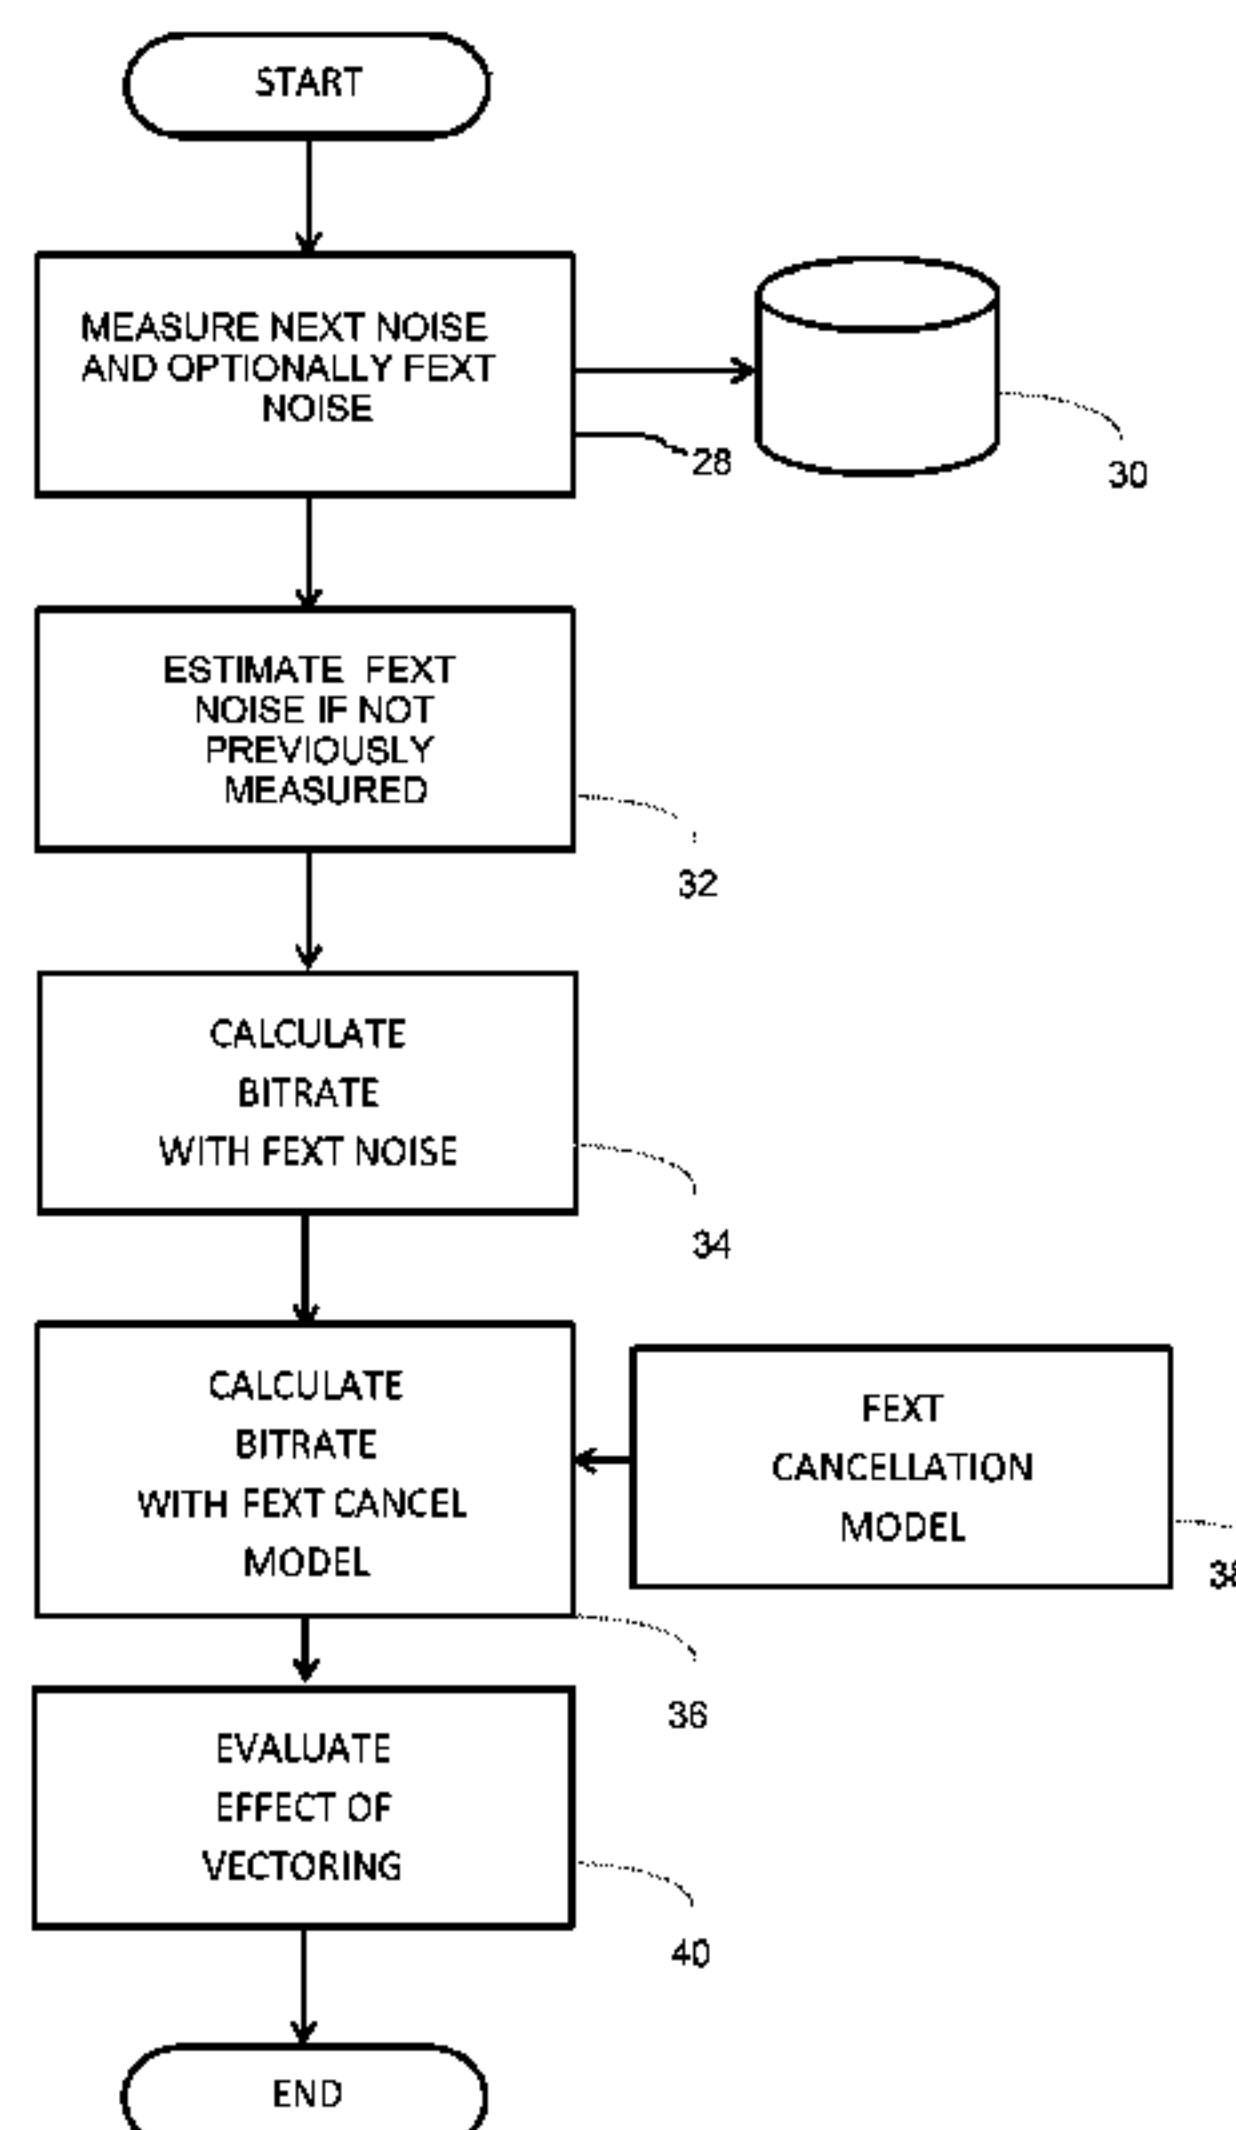 START
MEASURE NEXT NOISE
AND OPTIONALLY FEXT
NOISE
28
30
ESTIMATE FEXT
NOISE IF NOT
PREVIOUSLY
MEASURED
32
CALCULATE
BITRATE
WITH FEXT NOISE
34
CALCULATE
BITRATE
WITH FEXT CANCEL
MODEL
36
FEXT
CANCELLATION
MODEL
38
EVALUATE
EFFECT OF
VECTORING
40
END